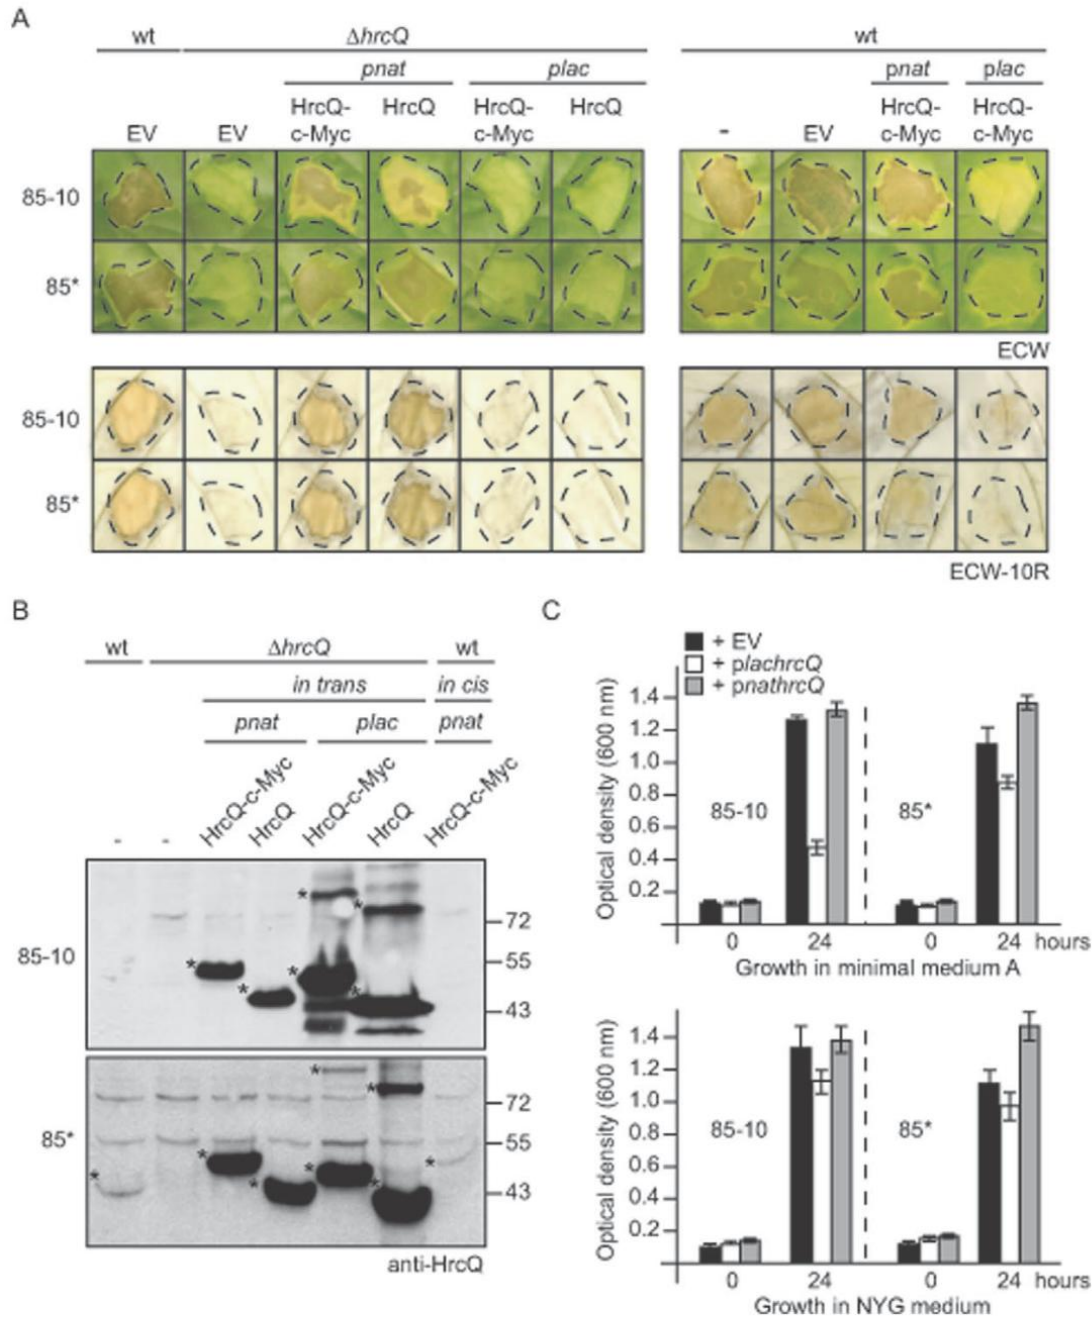 A
wt ΔhrcQ wt
pnat plac pnat plac
HrcQ- HrcQ HrcQ- HrcQ HrcQ- HrcQ-
EV EV c-Myc c-Myc - EV c-Myc c-Myc
85-10
85*
ECW
85-10
85*
ECW-10R
B
wt ΔhrcQ wt
in trans in cis
pnat plac pnat
- - HrcQ-c-Myc HrcQ HrcQ-c-Myc HrcQ HrcQ-c-Myc
85-10
* * * * * *
72
55
43
85*
* * * * * * * *
72
55
43
anti-HrcQ
C
+ EV
+ plachrcQ
+ pnathrcQ
Optical density (600 nm)
1.4
1.2
1.0
0.8
0.6
0.4
0.2
85-10 85*
0 24 0 24 hours
Growth in minimal medium A
Optical density (600 nm)
1.4
1.2
1.0
0.8
0.6
0.4
0.2
85-10 85*
0 24 0 24 hours
Growth in NYG medium